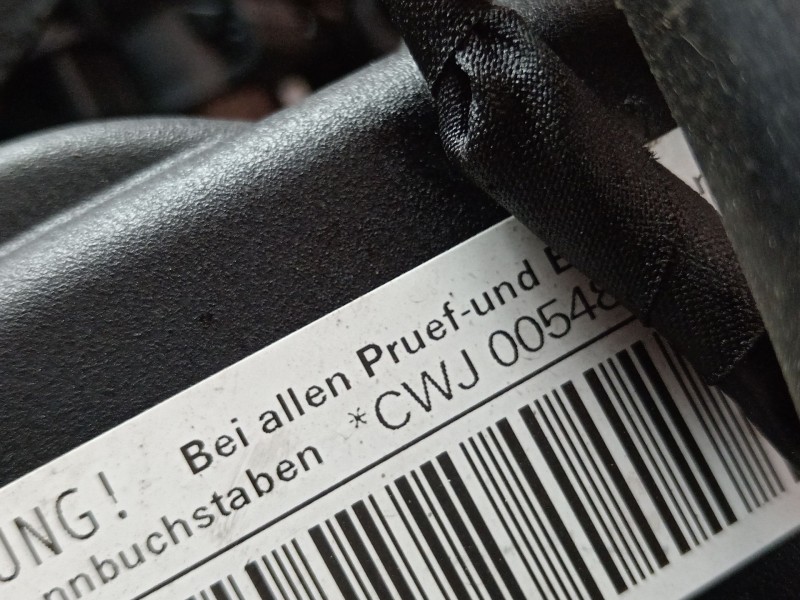 UNG! Bei allen Pruef-und
nnbuchstaben *CWJ 00548